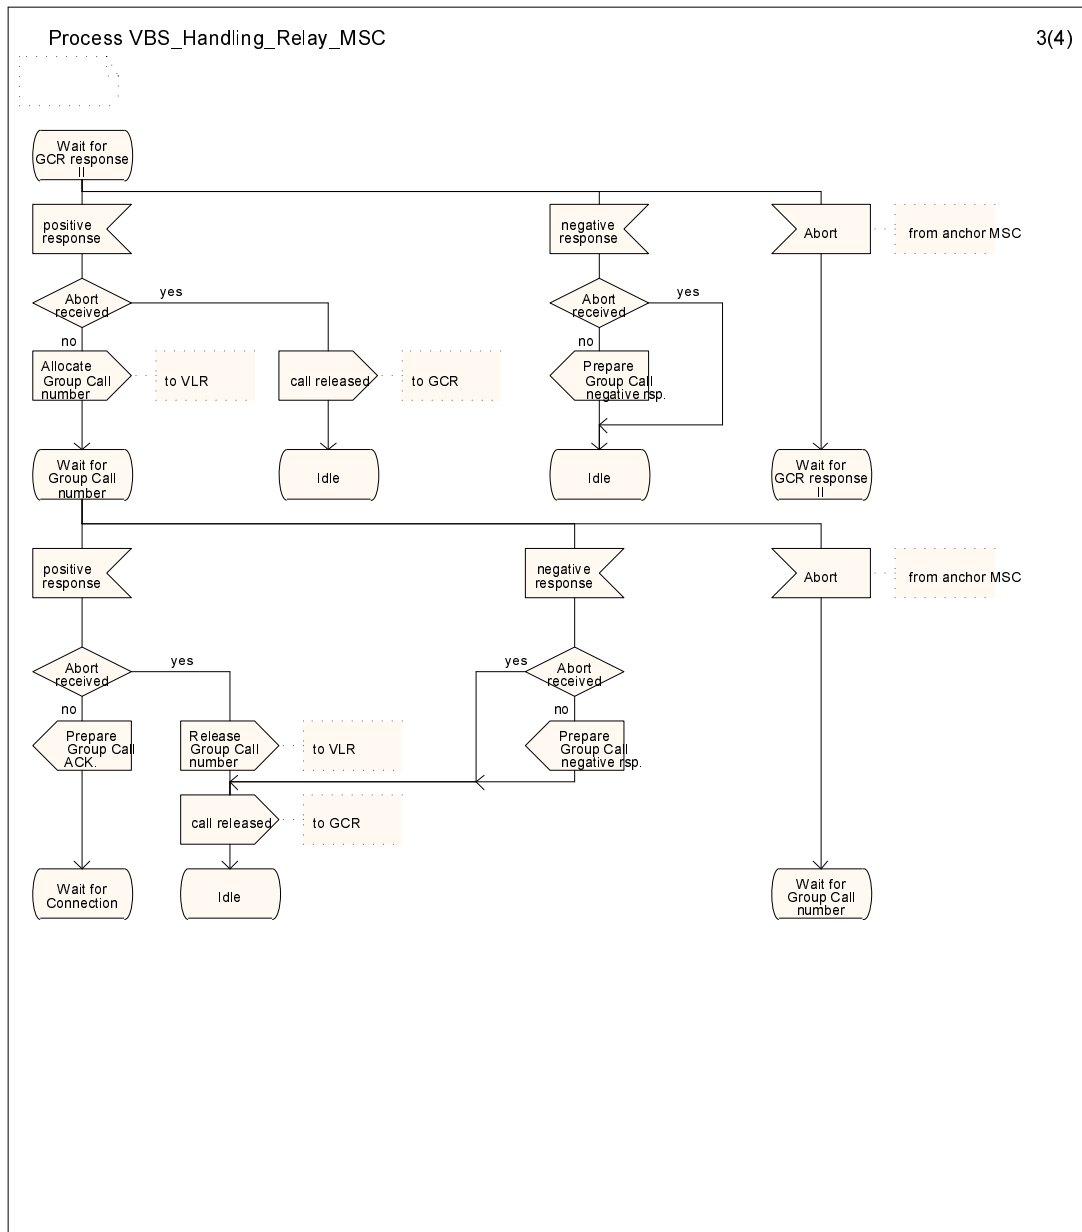 Process VBS_Handling_Relay_MSC
3(4)
Wait for
GCR response
II
positive
response
negative
response
Abort
from anchor MSC
Abort
received
yes
no
Abort
received
yes
no
Allocate
Group Call
number
to VLR
call released
to GCR
Prepare
Group Call
negative rsp.
Wait for
Group Call
number
Idle
Idle
Wait for
GCR response
II
positive
response
negative
response
Abort
from anchor MSC
Abort
received
yes
no
yes
Abort
received
no
Prepare
Group Call
ACK.
Release
Group Call
number
to VLR
Prepare
Group Call
negative rsp.
call released
to GCR
Wait for
Connection
Idle
Wait for
Group Call
number